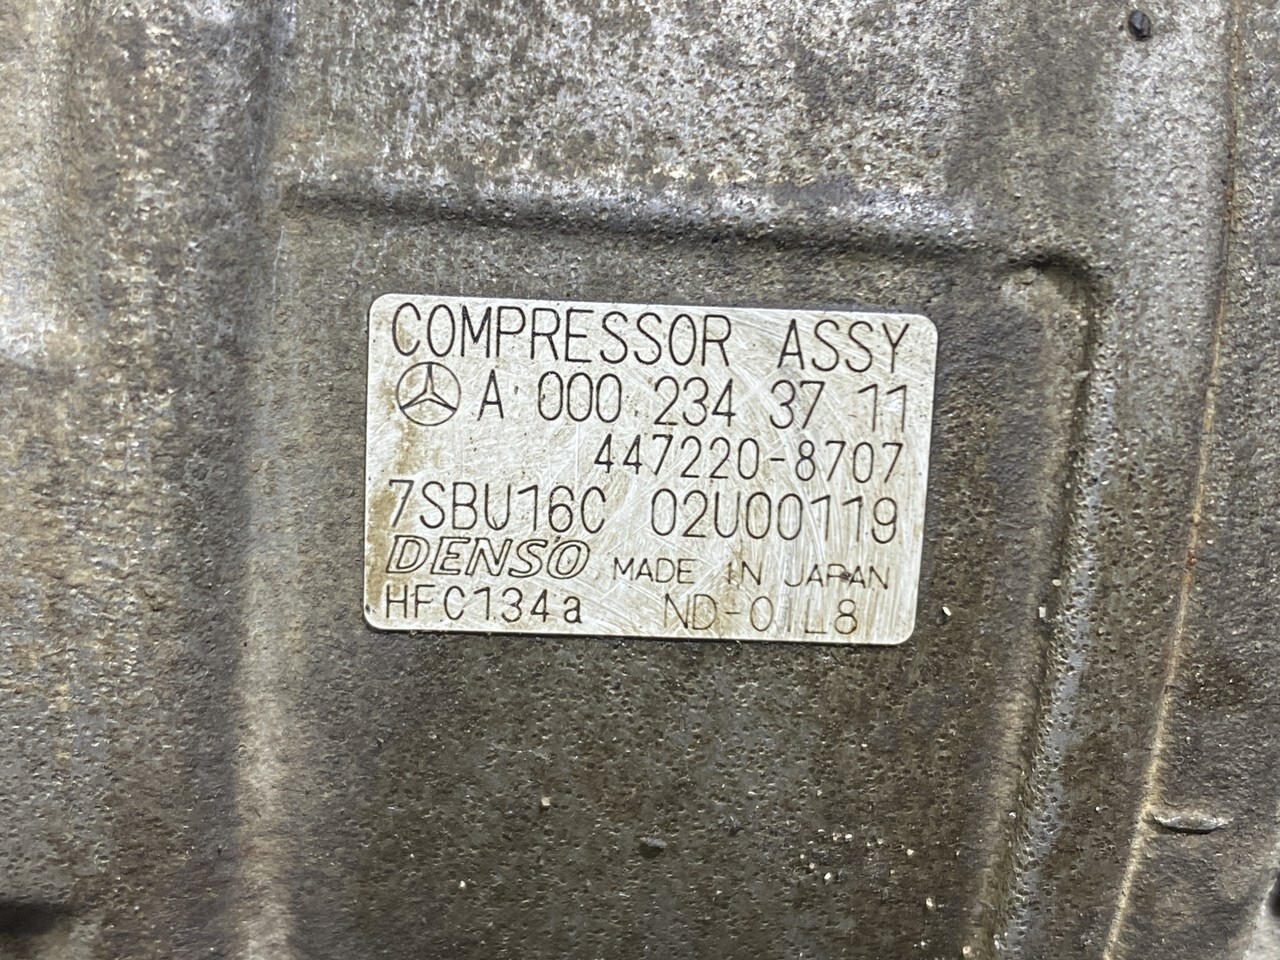 COMPRESSOR ASSY
A 000 234 37 11
447220-8707
7SBU16C 02U00119
DENSO MADE IN JAPAN
HFC134a ND-OIL8